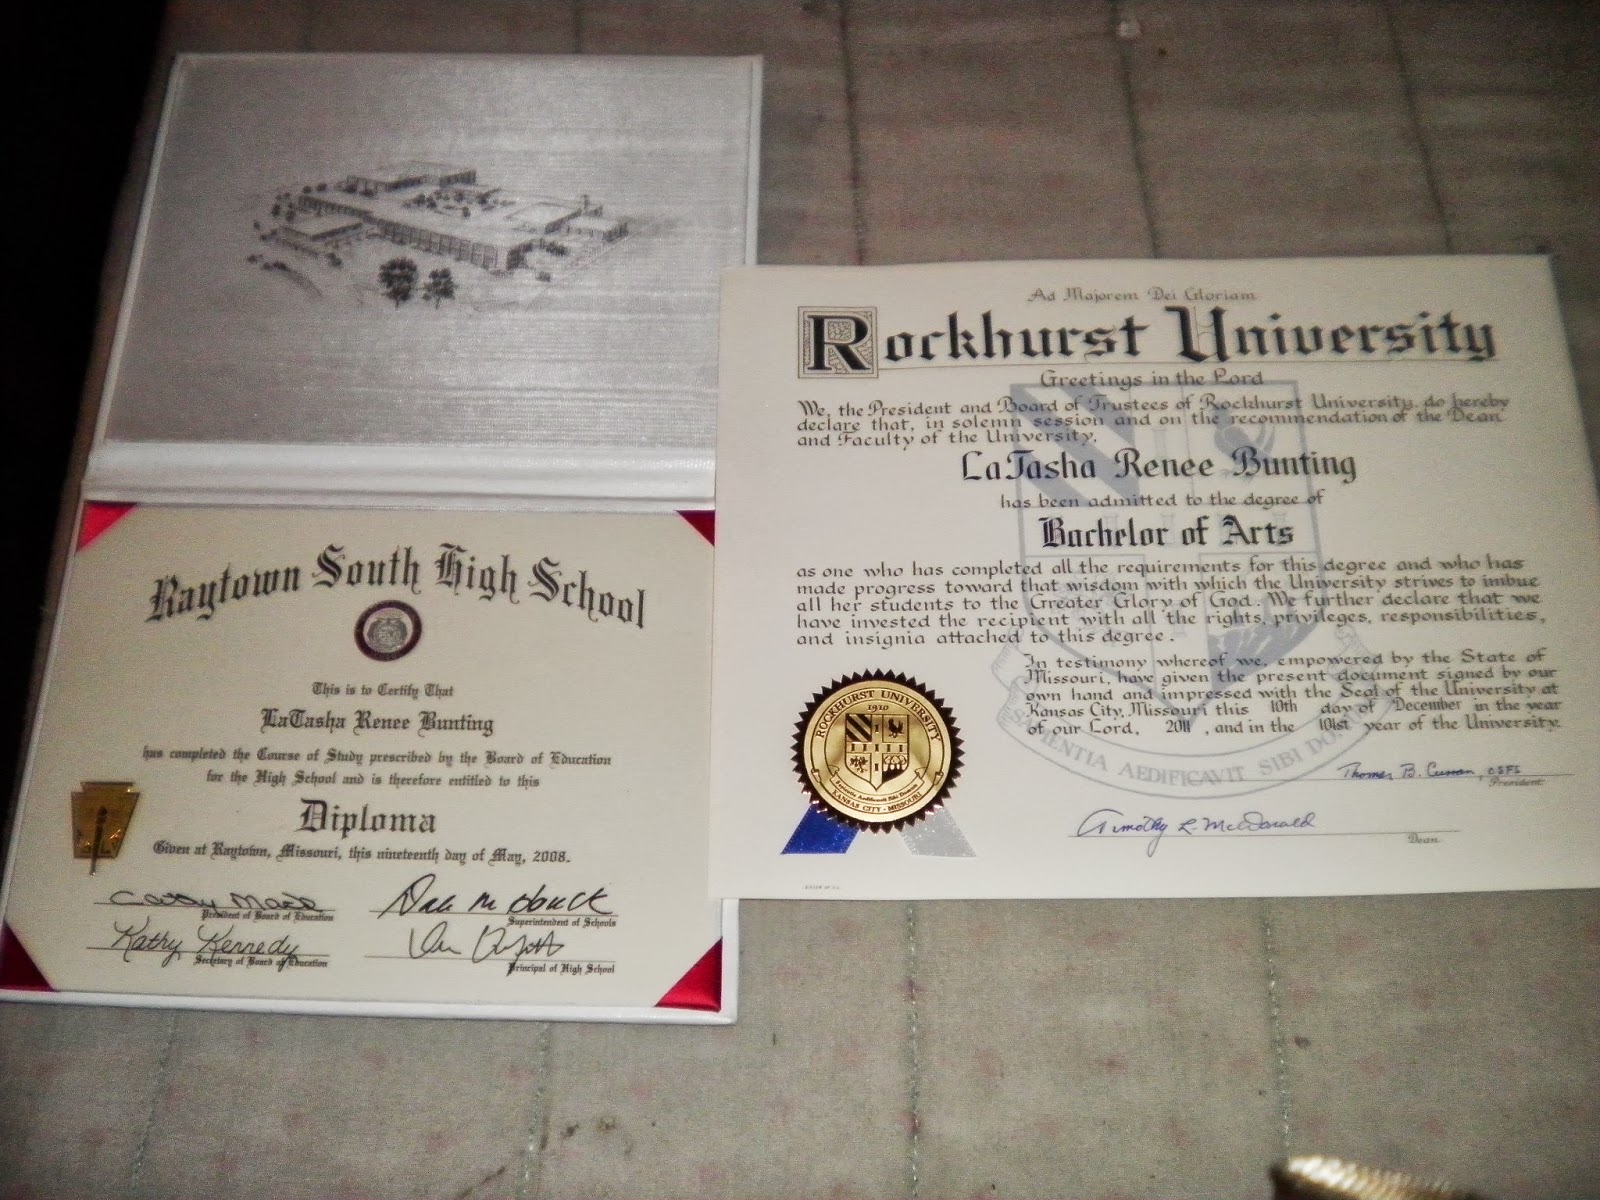 Raytown South High School
This is to Certify That
LaTasha Renee Bunting
has completed the Course of Study prescribed by the Board of Education
for the High School and is therefore entitled to this
Diploma
Given at Raytown, Missouri, this nineteenth day of May, 2008.
President of Board of Education
Superintendent of Schools
Kathy Kennedy
Secretary of Board of Education
Principal of High School
Ad Majorem Dei Gloriam
Rockhurst University
Greetings in the Lord
We, the President and Board of Trustees of Rockhurst University, do hereby
declare that, in solemn session and on the recommendation of the Dean
and Faculty of the University,
LaTasha Renee Bunting
has been admitted to the degree of
Bachelor of Arts
as one who has completed all the requirements for this degree and who has
made progress toward that wisdom with which the University strives to imbue
all her students to the Greater Glory of God. We further declare that we
have invested the recipient with all the rights, privileges, responsibilities,
and insignia attached to this degree.
In testimony whereof we, empowered by the State of
Missouri, have given the present document signed by our
own hand and impressed with the Seal of the University at
Kansas City, Missouri this 10th day of December in the year
of our Lord, 2011, and in the 101st year of the University.
SAPIENTIA AEDIFICAVIT SIBI DOMUM
ROCKHURST UNIVERSITY
1910
Sapientia Aedificavit Sibi Domum
KANSAS CITY - MISSOURI
Thomas B. Curran,
President
Timothy L. McDonald
Dean